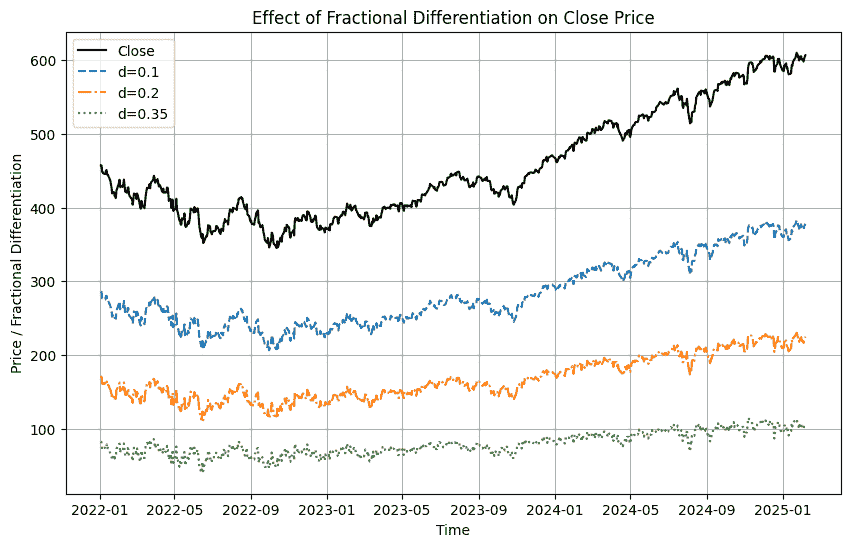 Effect of Fractional Differentiation on Close Price
Close
d=0.1
d=0.2
d=0.35
600
500
400
300
200
100
Price / Fractional Differentiation
2022-01 2022-05 2022-09 2023-01 2023-05 2023-09 2024-01 2024-05 2024-09 2025-01
Time